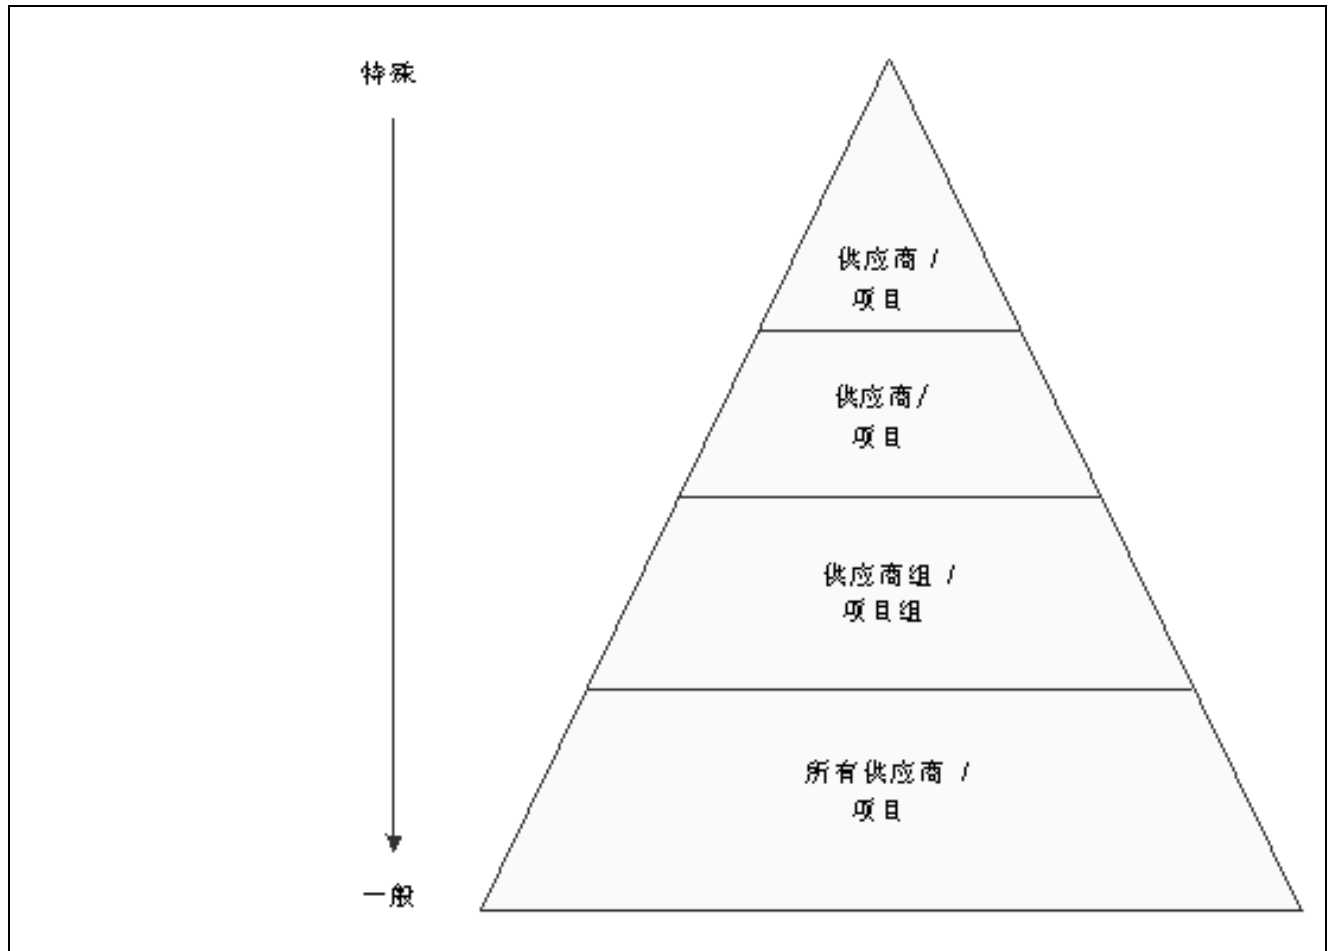 特殊
供应商 /
项目
供应商/
项目
供应商组 /
项目组
所有供应商 /
项目
一般